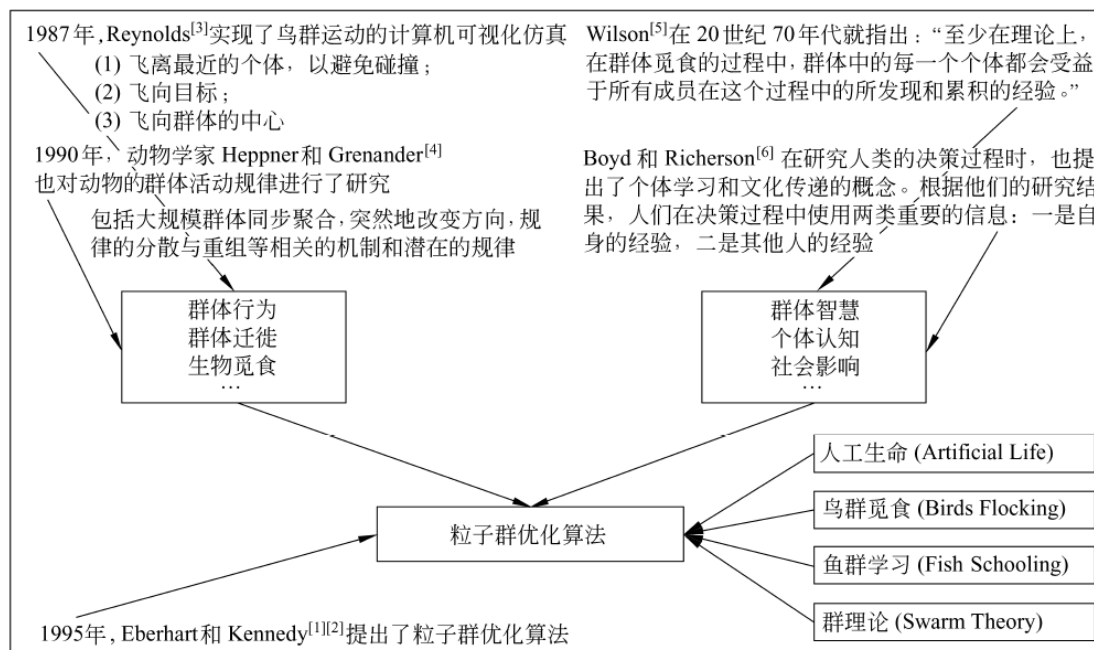 1987年, Reynolds[3]实现了鸟群运动的计算机可视化仿真
(1) 飞离最近的个体，以避免碰撞；
(2) 飞向目标；
(3) 飞向群体的中心
1990年，动物学家 Heppner和 Grenander[4]
也对动物的群体活动规律进行了研究
包括大规模群体同步聚合, 突然地改变方向, 规
律的分散与重组等相关的机制和潜在的规律
Wilson[5]在 20世纪 70年代就指出：“至少在理论上，
在群体觅食的过程中, 群体中的每一个个体都会受益
于所有成员在这个过程中的所发现和累积的经验。”
Boyd 和 Richerson[6] 在研究人类的决策过程时，也提
出了个体学习和文化传递的概念。根据他们的研究结
果，人们在决策过程中使用两类重要的信息：一是自
身的经验，二是其他人的经验
群体行为
群体迁徙
生物觅食
…
群体智慧
个体认知
社会影响
…
粒子群优化算法
人工生命 (Artificial Life)
鸟群觅食 (Birds Flocking)
鱼群学习 (Fish Schooling)
群理论 (Swarm Theory)
1995年, Eberhart和 Kennedy[1][2]提出了粒子群优化算法